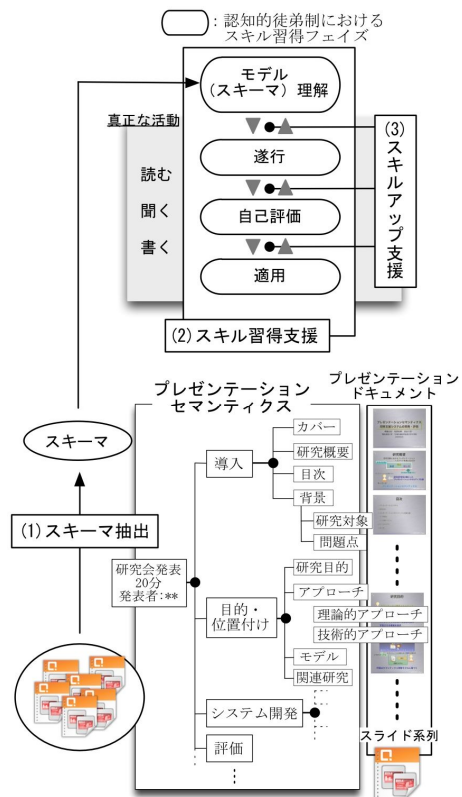 ：認知的徒弟制における
スキル習得フェイズ
モデル
(スキーマ) 理解
真正な活動
遂行
読む
聞く
自己評価
書く
適用
(3)
スキルアップ支援
(2)スキル習得支援
プレゼンテーション
セマンティクス
プレゼンテーション
ドキュメント
カバー
研究概要
導入
目次
背景
研究対象
問題点
スキーマ
(1)スキーマ抽出
研究会発表
20分
発表者:**
研究目的
アプローチ
目的・
位置付け
理論的アプローチ
技術的アプローチ
モデル
関連研究
システム開発
評価
スライド系列